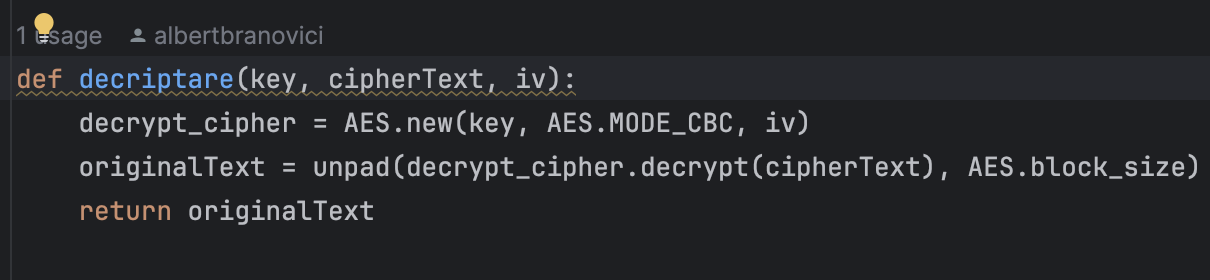 1 usage albertbranovici
def decriptare(key, cipherText, iv):
    decrypt_cipher = AES.new(key, AES.MODE_CBC, iv)
    originalText = unpad(decrypt_cipher.decrypt(cipherText), AES.block_size)
    return originalText